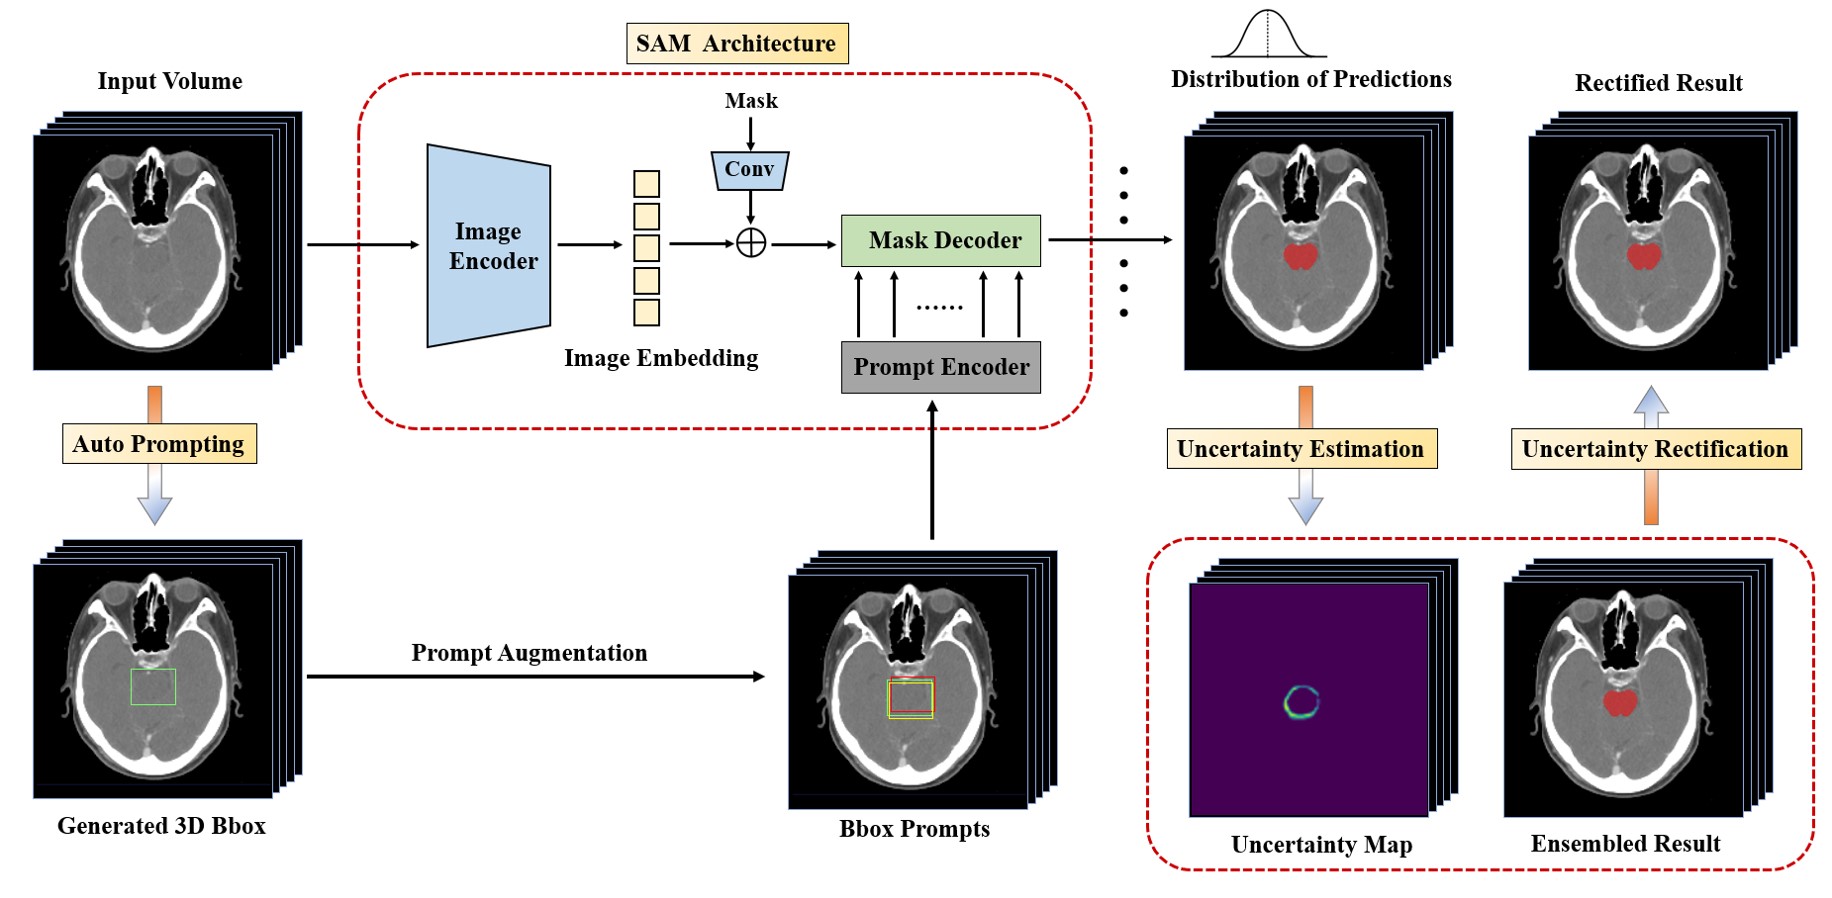 SAM  Architecture
Input Volume
Mask
Conv
Image
Encoder
Image Embedding
Mask Decoder
......
Prompt Encoder
Distribution of Predictions
Rectified Result
Auto Prompting
Uncertainty Estimation
Uncertainty Rectification
Prompt Augmentation
Generated 3D Bbox
Bbox Prompts
Uncertainty Map
Ensembled Result